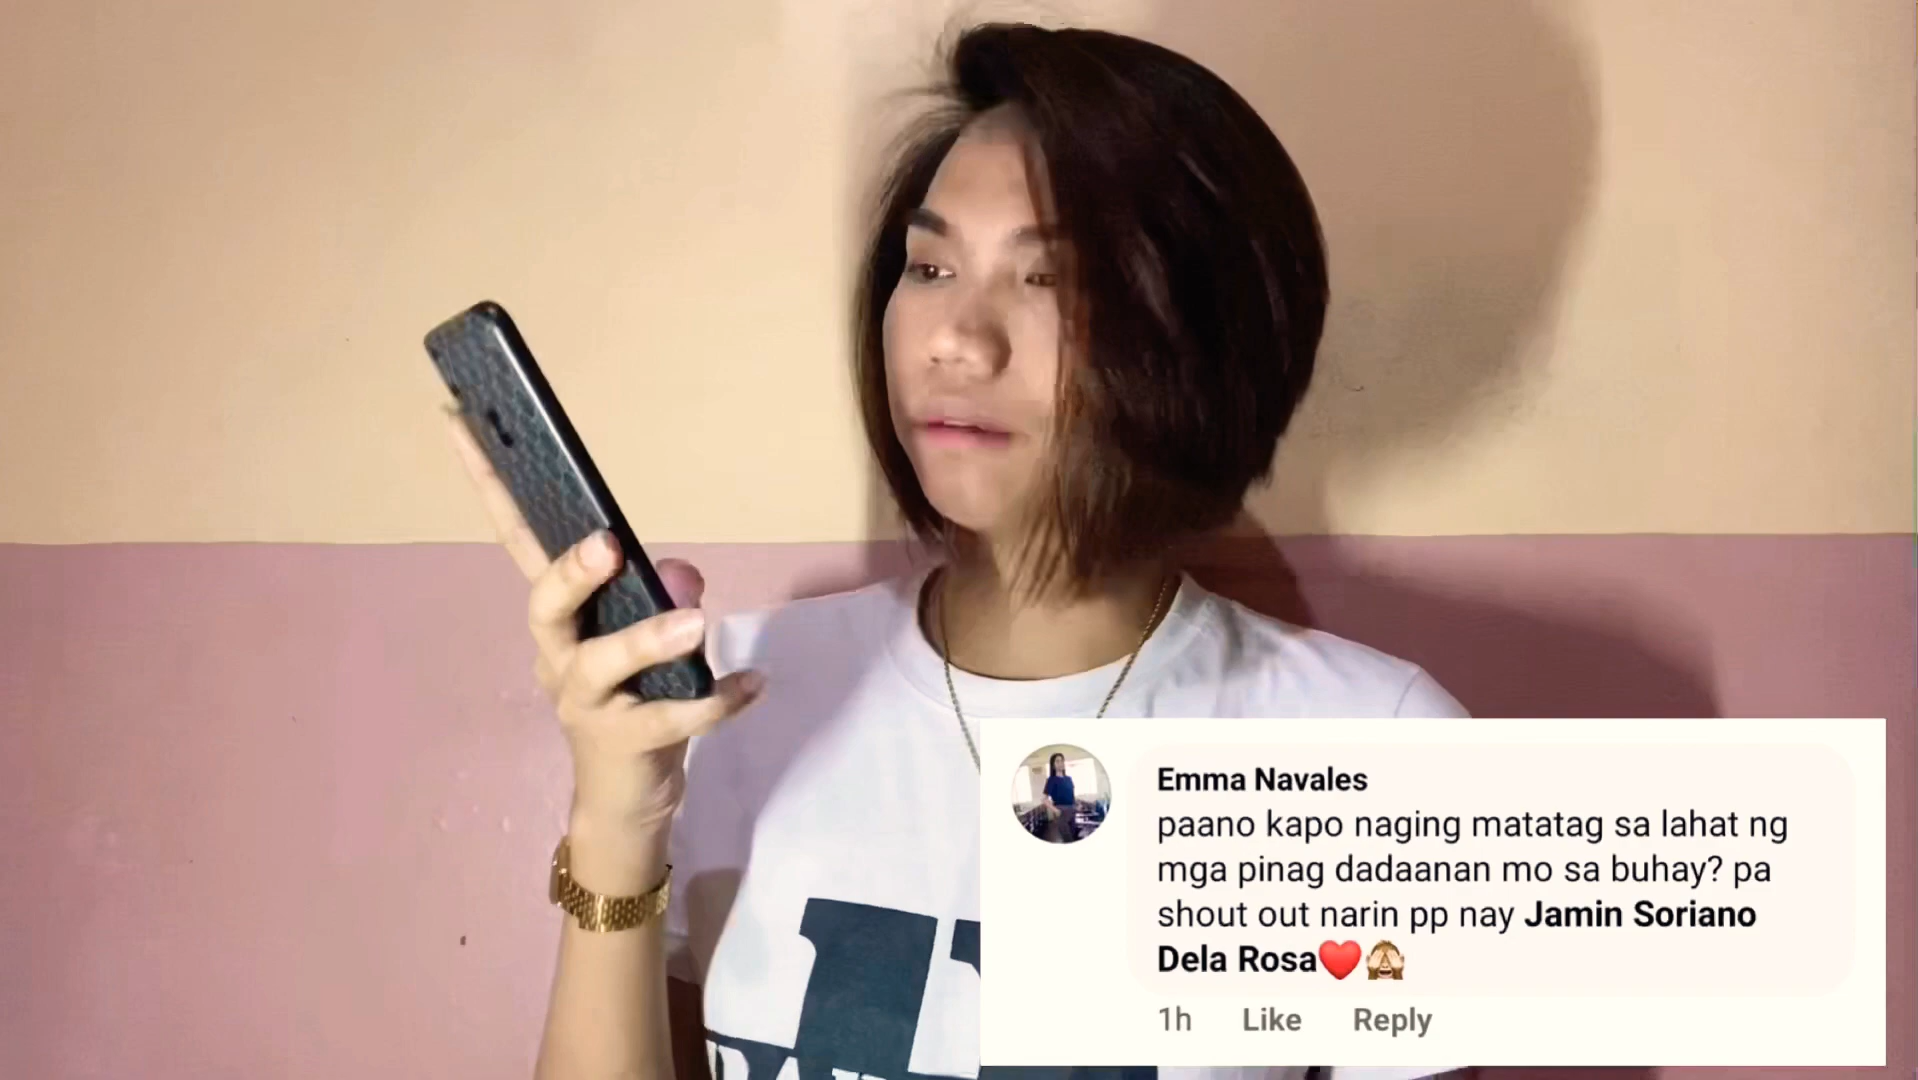 Emma Navales
paano kapo naging matatag sa lahat ng
mga pinag dadaanan mo sa buhay? pa
shout out narin pp nay Jamin Soriano
Dela Rosa❤️🙈
1h Like Reply